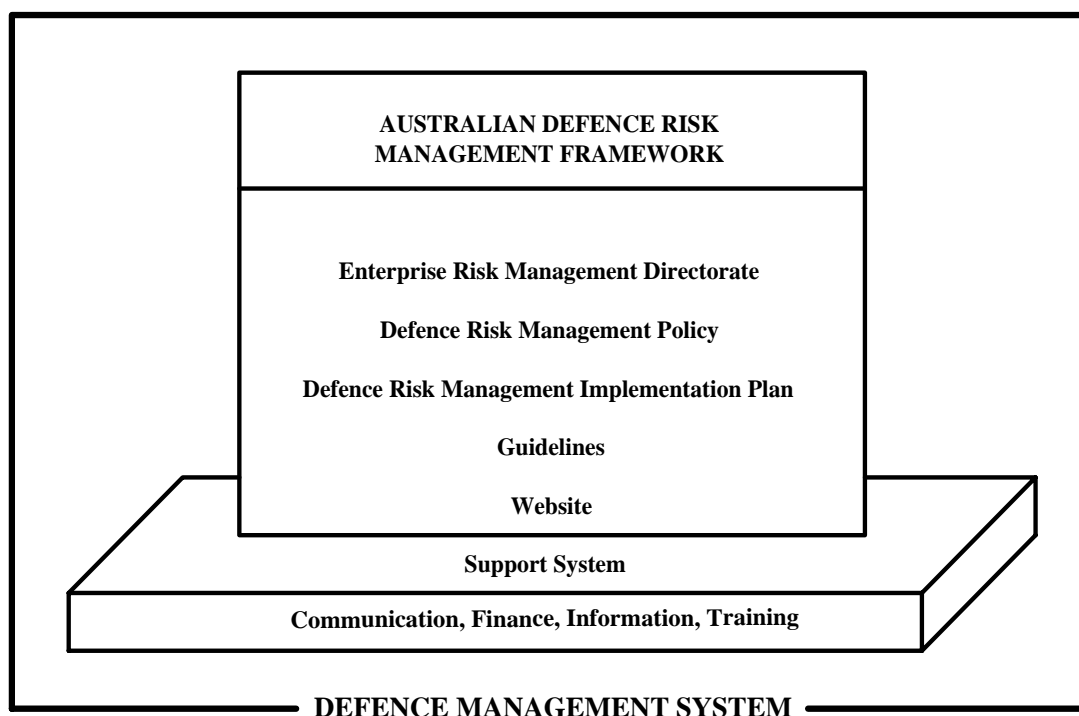 AUSTRALIAN DEFENCE RISK
MANAGEMENT FRAMEWORK
Enterprise Risk Management Directorate
Defence Risk Management Policy
Defence Risk Management Implementation Plan
Guidelines
Website
Support System
Communication, Finance, Information, Training
DEFENCE MANAGEMENT SYSTEM